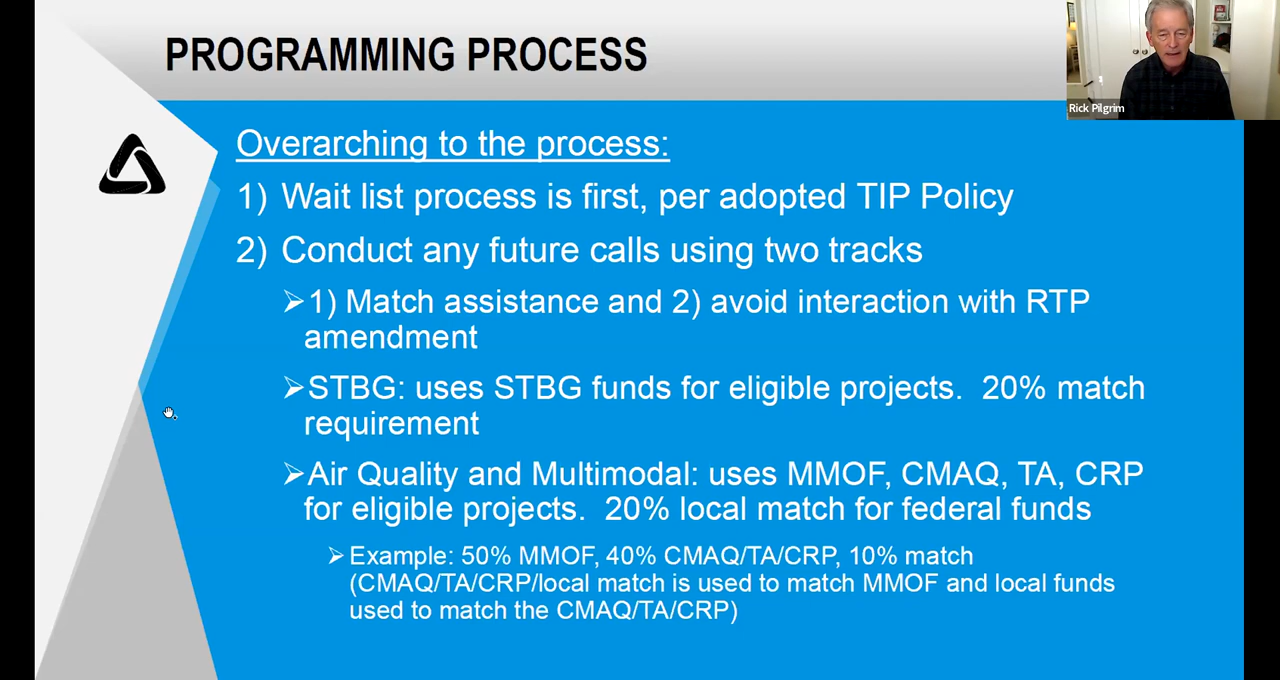 PROGRAMMING PROCESS
Rick Pilgrim
Overarching to the process:
1) Wait list process is first, per adopted TIP Policy
2) Conduct any future calls using two tracks
➢1) Match assistance and 2) avoid interaction with RTP
amendment
➢STBG: uses STBG funds for eligible projects.  20% match
requirement
➢Air Quality and Multimodal: uses MMOF, CMAQ, TA, CRP
for eligible projects.  20% local match for federal funds
➢ Example: 50% MMOF, 40% CMAQ/TA/CRP, 10% match
(CMAQ/TA/CRP/local match is used to match MMOF and local funds
used to match the CMAQ/TA/CRP)